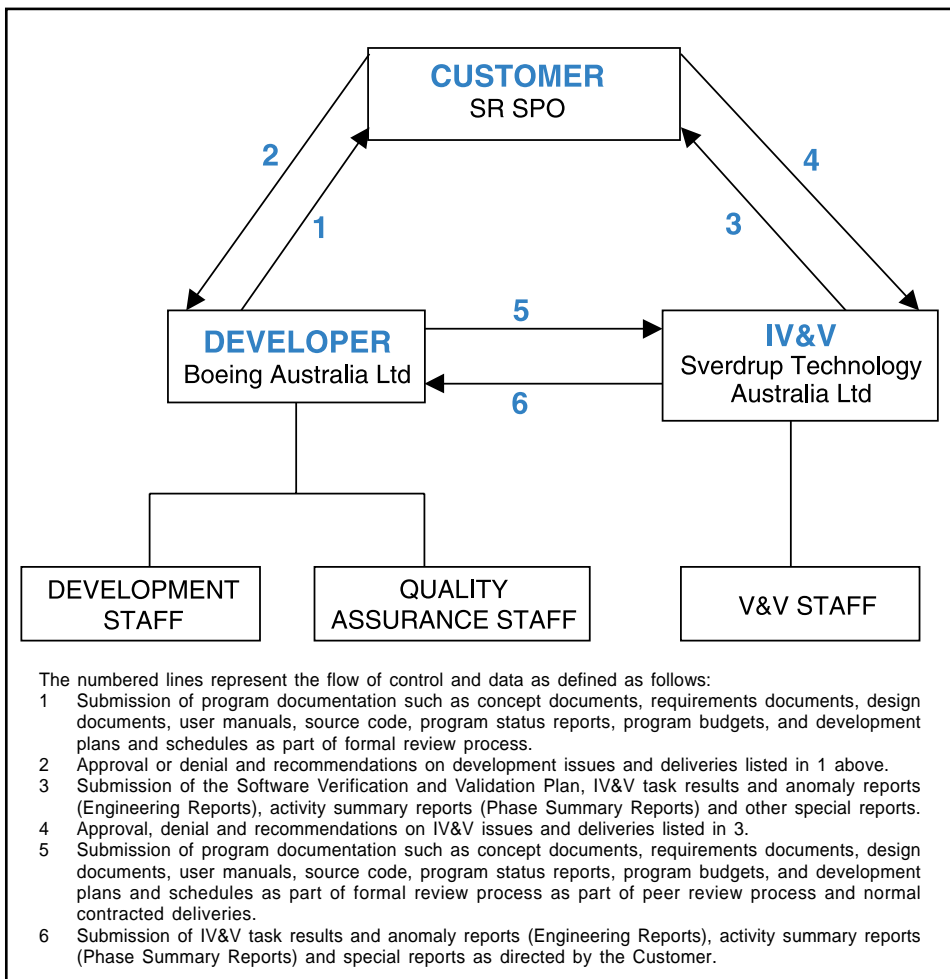 CUSTOMER
SR SPO
2
4
1
3
DEVELOPER
Boeing Australia Ltd
5
IV&V
Sverdrup Technology
Australia Ltd
6
DEVELOPMENT
STAFF
QUALITY
ASSURANCE STAFF
V&V STAFF
The numbered lines represent the flow of control and data as defined as follows:
1 Submission of program documentation such as concept documents, requirements documents, design
documents, user manuals, source code, program status reports, program budgets, and development
plans and schedules as part of formal review process.
2 Approval or denial and recommendations on development issues and deliveries listed in 1 above.
3 Submission of the Software Verification and Validation Plan, IV&V task results and anomaly reports
(Engineering Reports), activity summary reports (Phase Summary Reports) and other special reports.
4 Approval, denial and recommendations on IV&V issues and deliveries listed in 3.
5 Submission of program documentation such as concept documents, requirements documents, design
documents, user manuals, source code, program status reports, program budgets, and development
plans and schedules as part of formal review process as part of peer review process and normal
contracted deliveries.
6 Submission of IV&V task results and anomaly reports (Engineering Reports), activity summary reports
(Phase Summary Reports) and special reports as directed by the Customer.